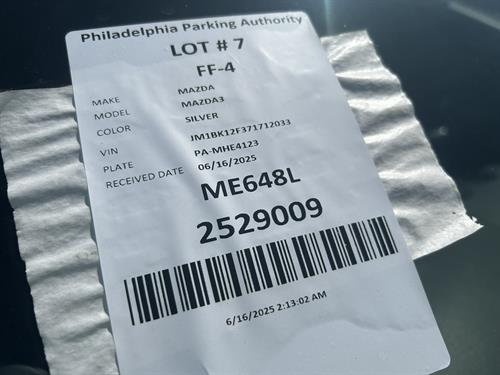 Philadelphia Parking Authority
LOT # 7
FF-4
MAKE MAZDA
MODEL MAZDA3
COLOR SILVER
VIN JM1BK12F371712033
PLATE PA-MHE4123
RECEIVED DATE 06/16/2025
ME648L
2529009
6/16/2025 2:13:02 AM